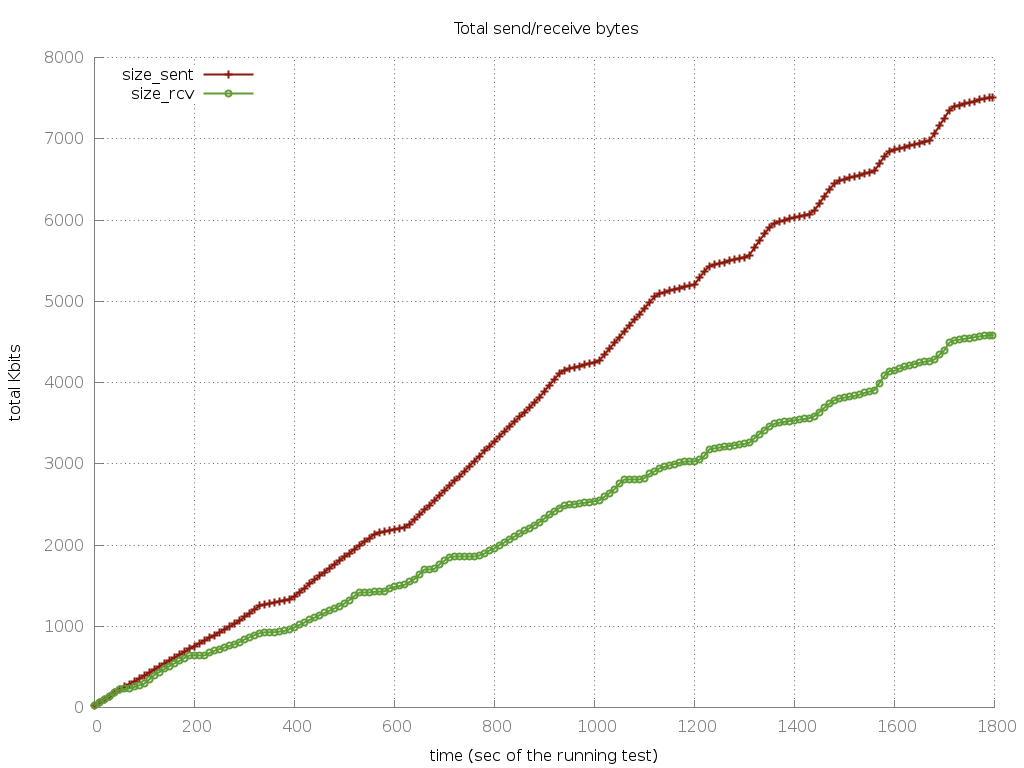 Total send/receive bytes
8000
7000
6000
5000
4000
3000
2000
1000
0
size_sent
size_rcv
total Kbits
0 200 400 600 800 1000 1200 1400 1600 1800
time (sec of the running test)